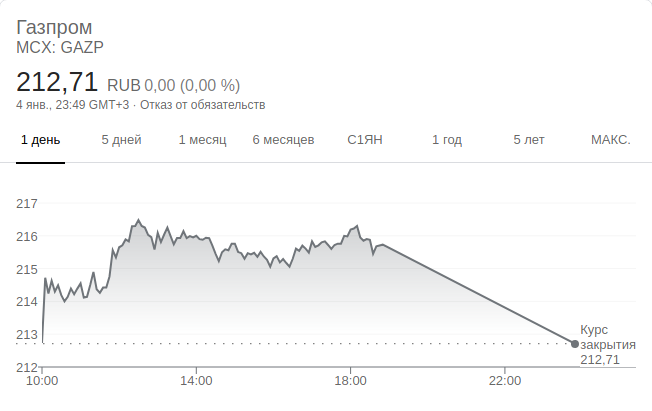 Газпром
MCX: GAZP
212,71 RUB 0,00 (0,00 %)
4 янв., 23:49 GMT+3 · Отказ от обязательств
1 день 5 дней 1 месяц 6 месяцев С1ЯН 1 год 5 лет МАКС.
217
216
215
214
213
Курс
закрытия
212,71
212
10:00 14:00 18:00 22:00